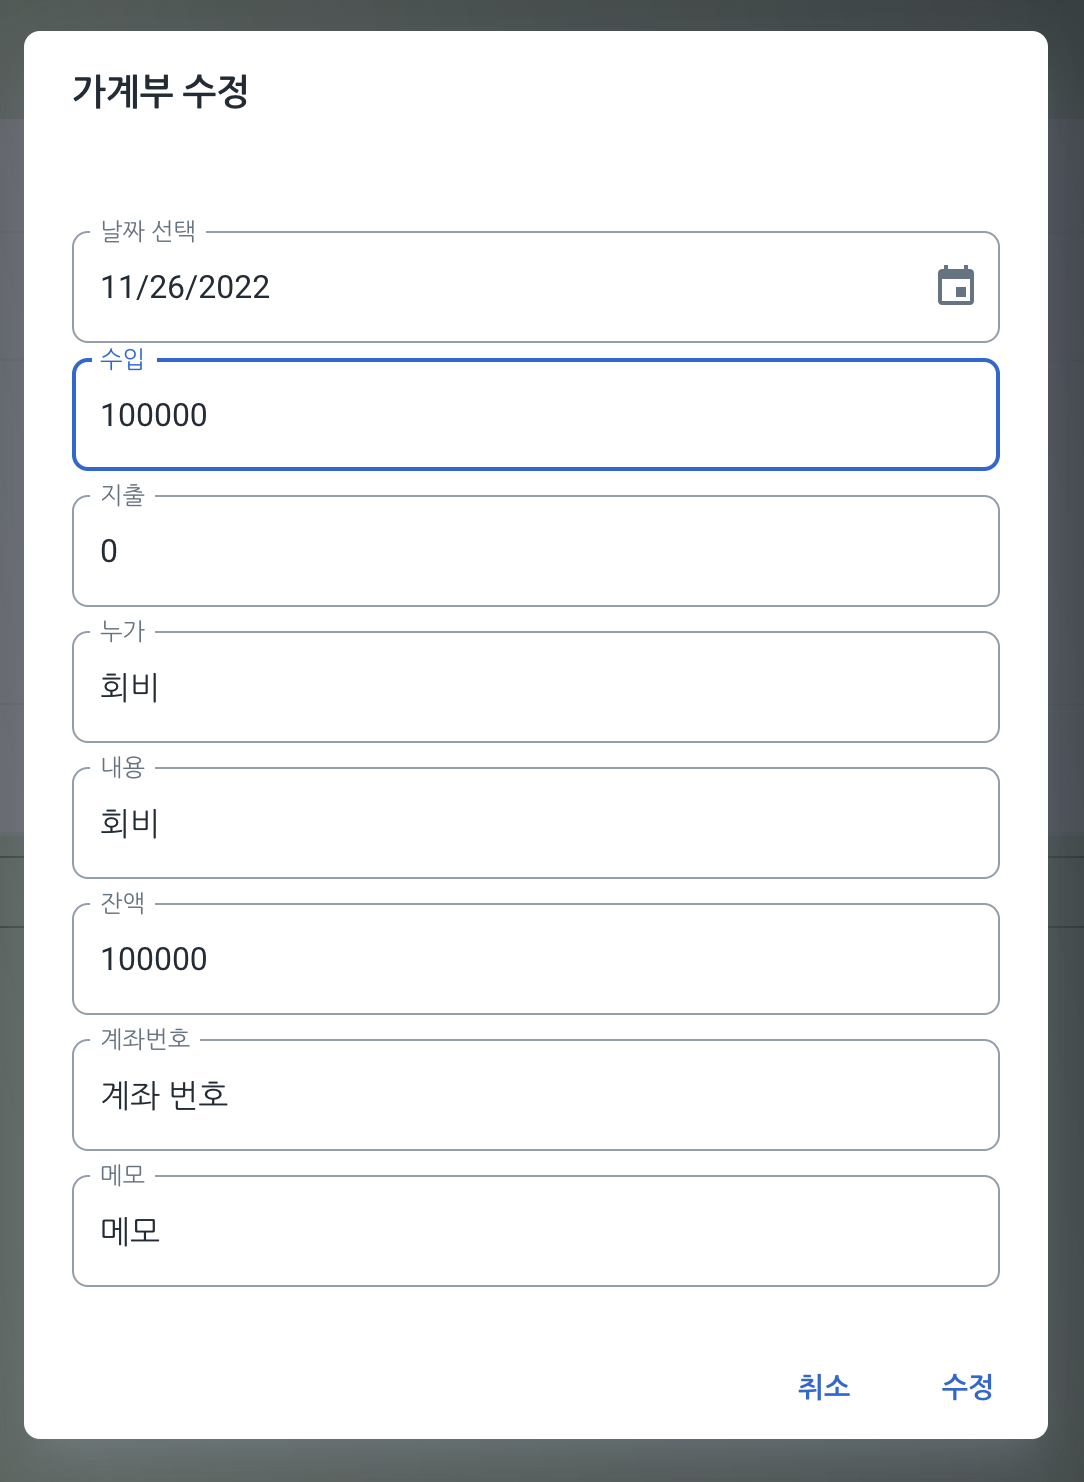 가계부 수정
날짜 선택
11/26/2022
수입
100000
지출
0
누가
회비
내용
회비
잔액
100000
계좌번호
계좌 번호
메모
메모
취소 수정